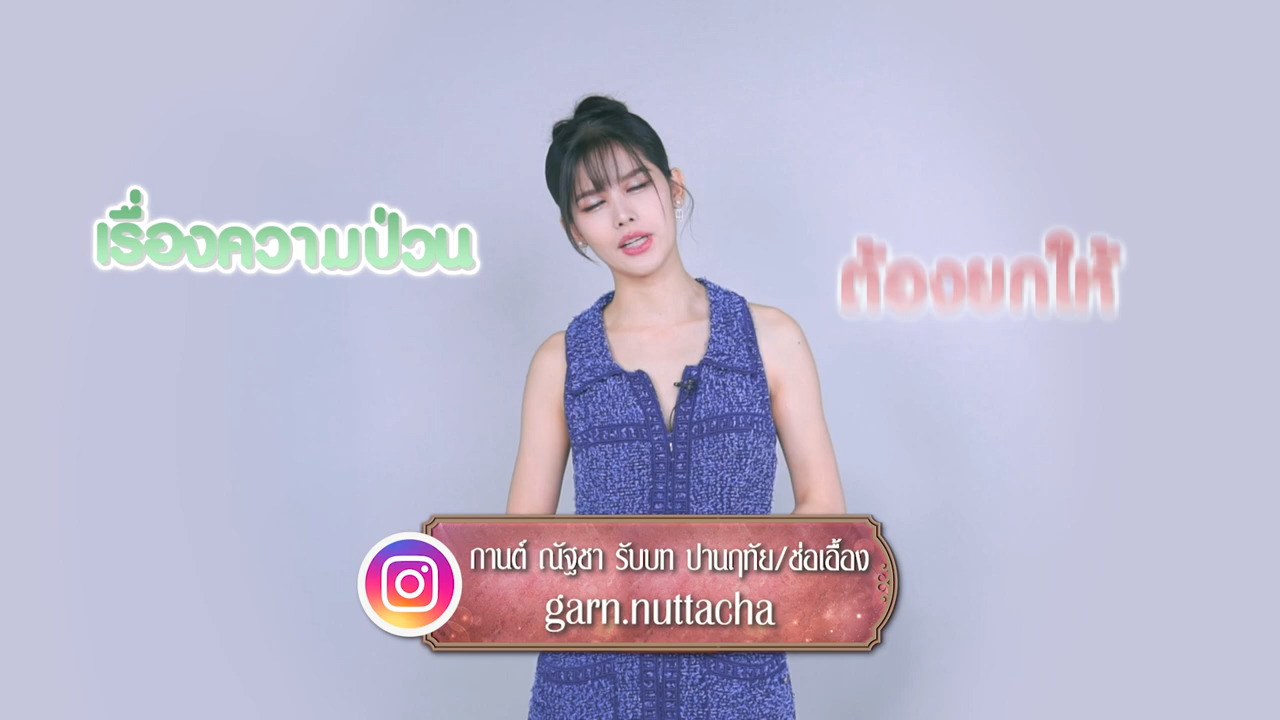 เรื่องความป่วน
ต้องยกให้
กานต์ ณัฐชา รับบท ปานฤทัย/ช่อเอื้อง
garn.nuttacha